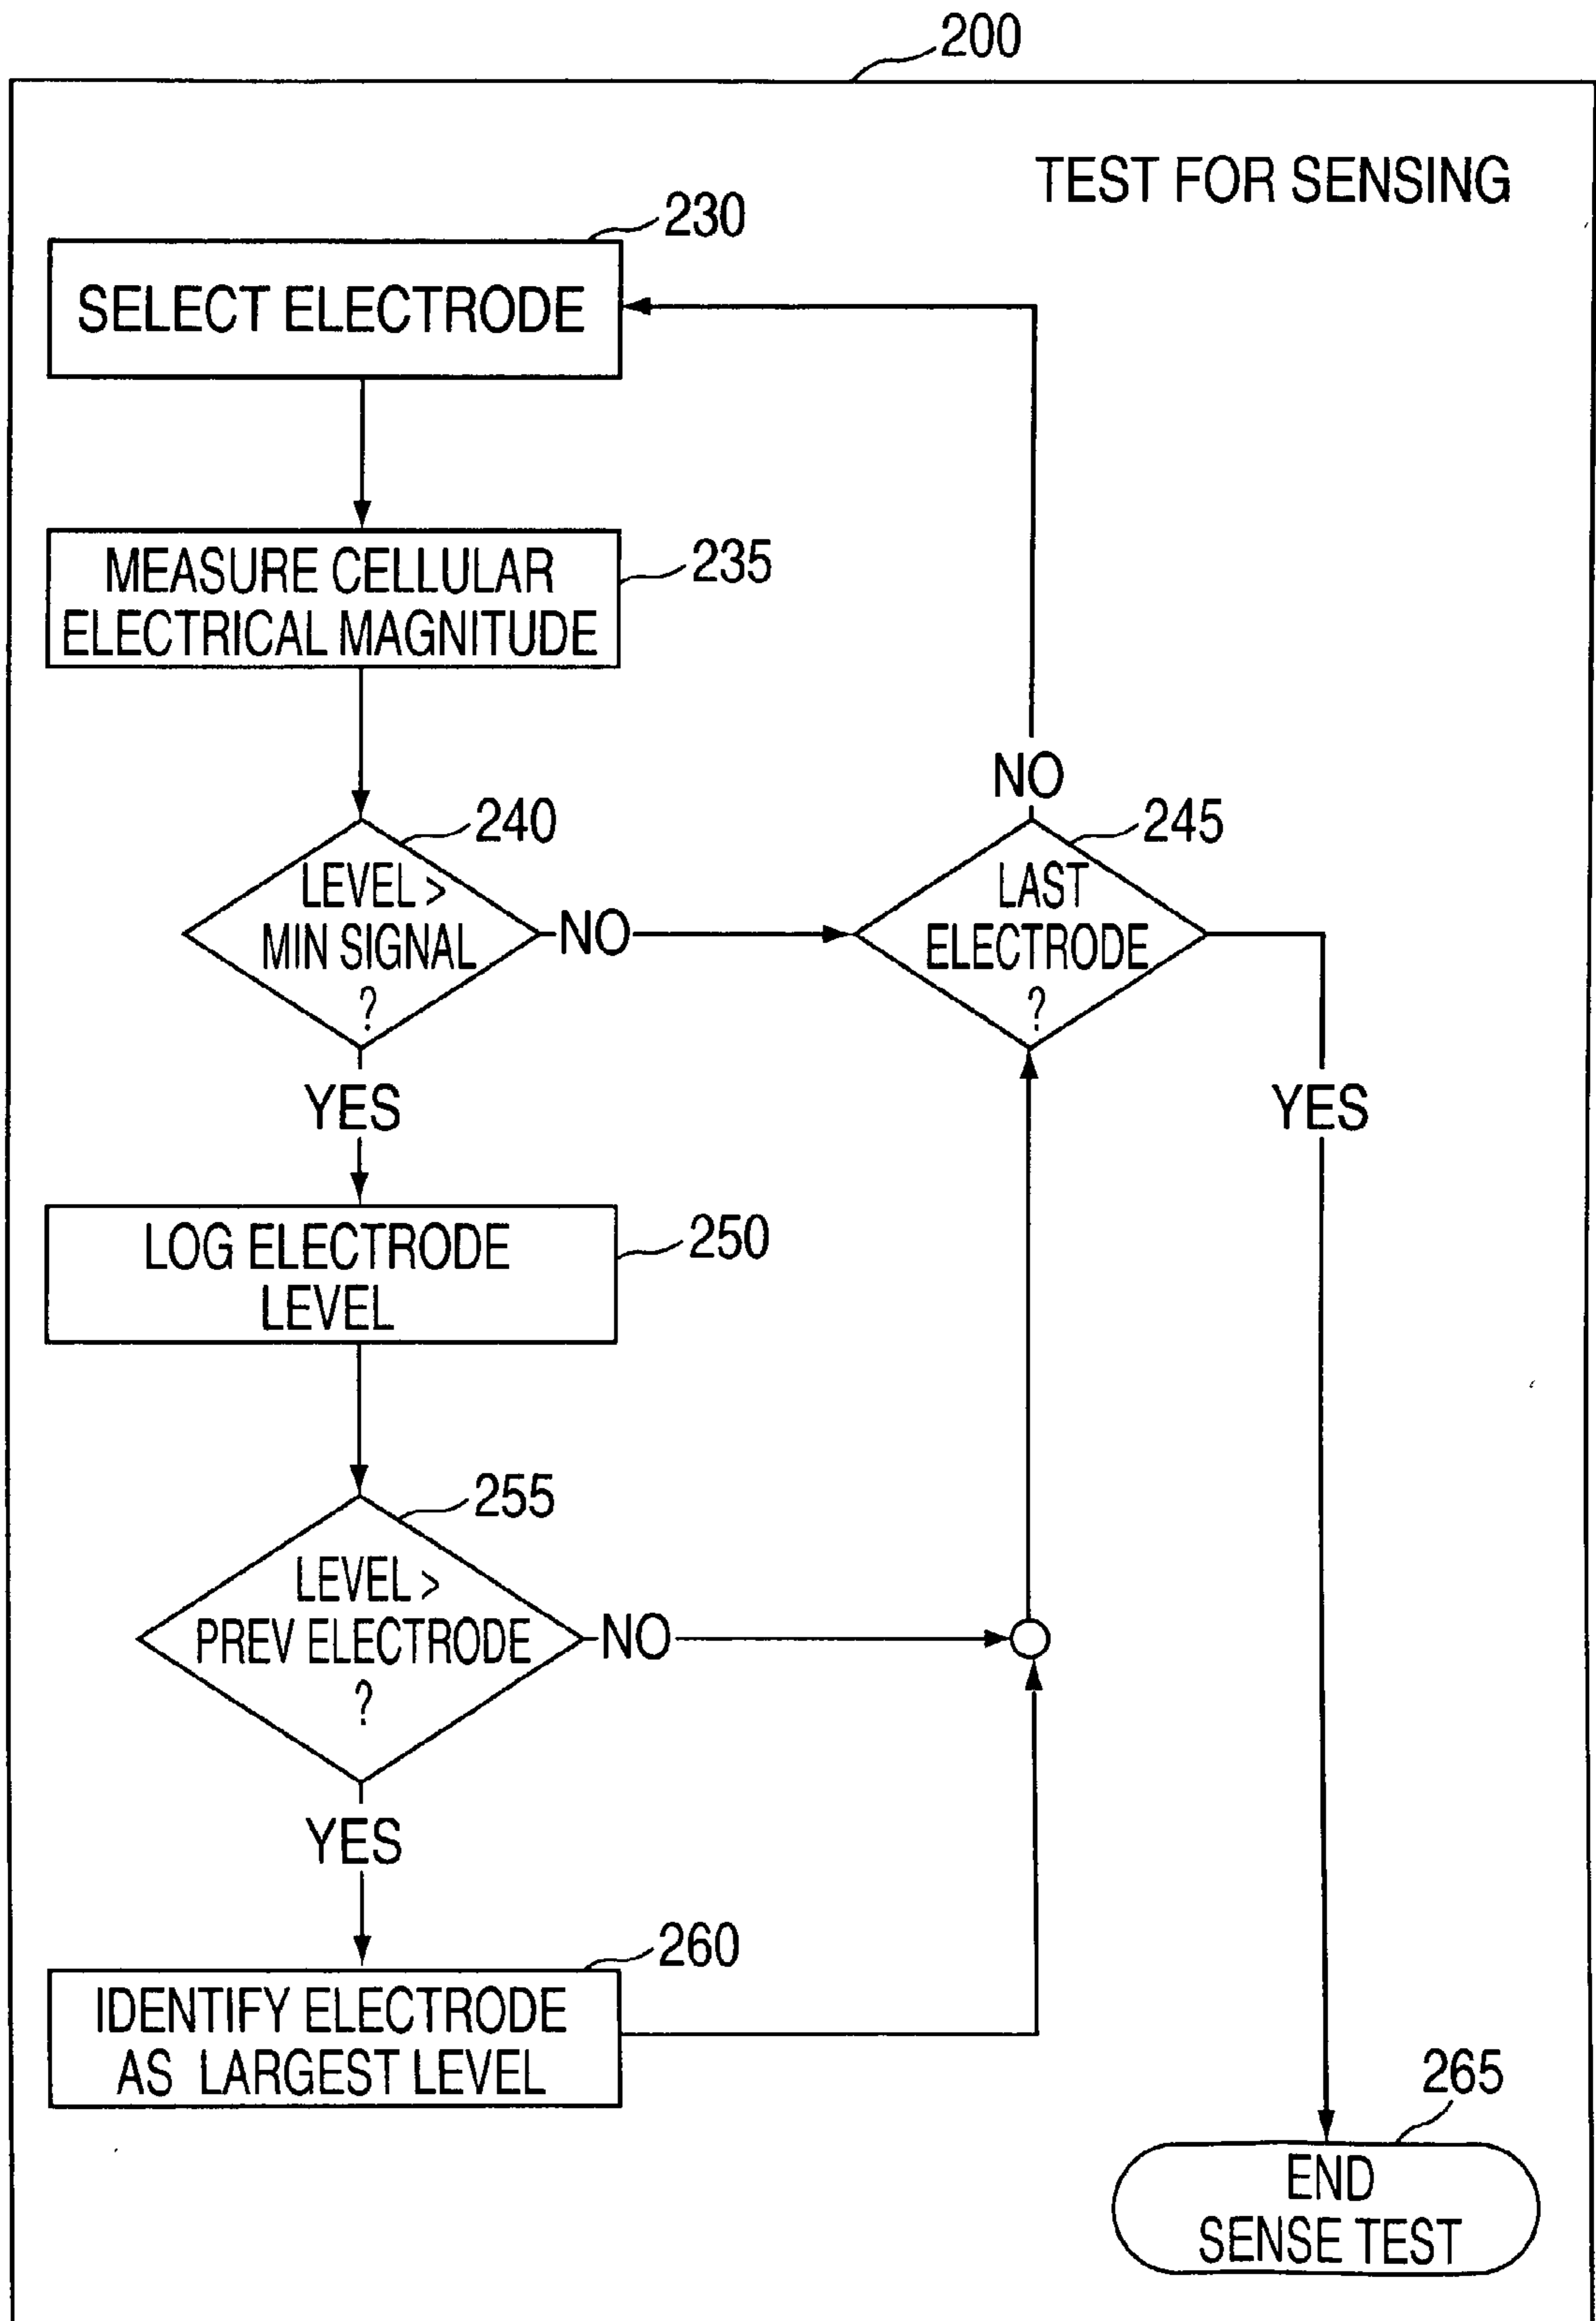 200
TEST FOR SENSING
230
SELECT ELECTRODE
MEASURE CELLULAR
ELECTRICAL MAGNITUDE
235
NO
240
245
LEVEL >
MIN SIGNAL
?
NO
LAST
ELECTRODE
?
YES
YES
LOG ELECTRODE
LEVEL
250
255
LEVEL >
PREV ELECTRODE
?
NO
YES
260
IDENTIFY ELECTRODE
AS LARGEST LEVEL
265
END
SENSE TEST